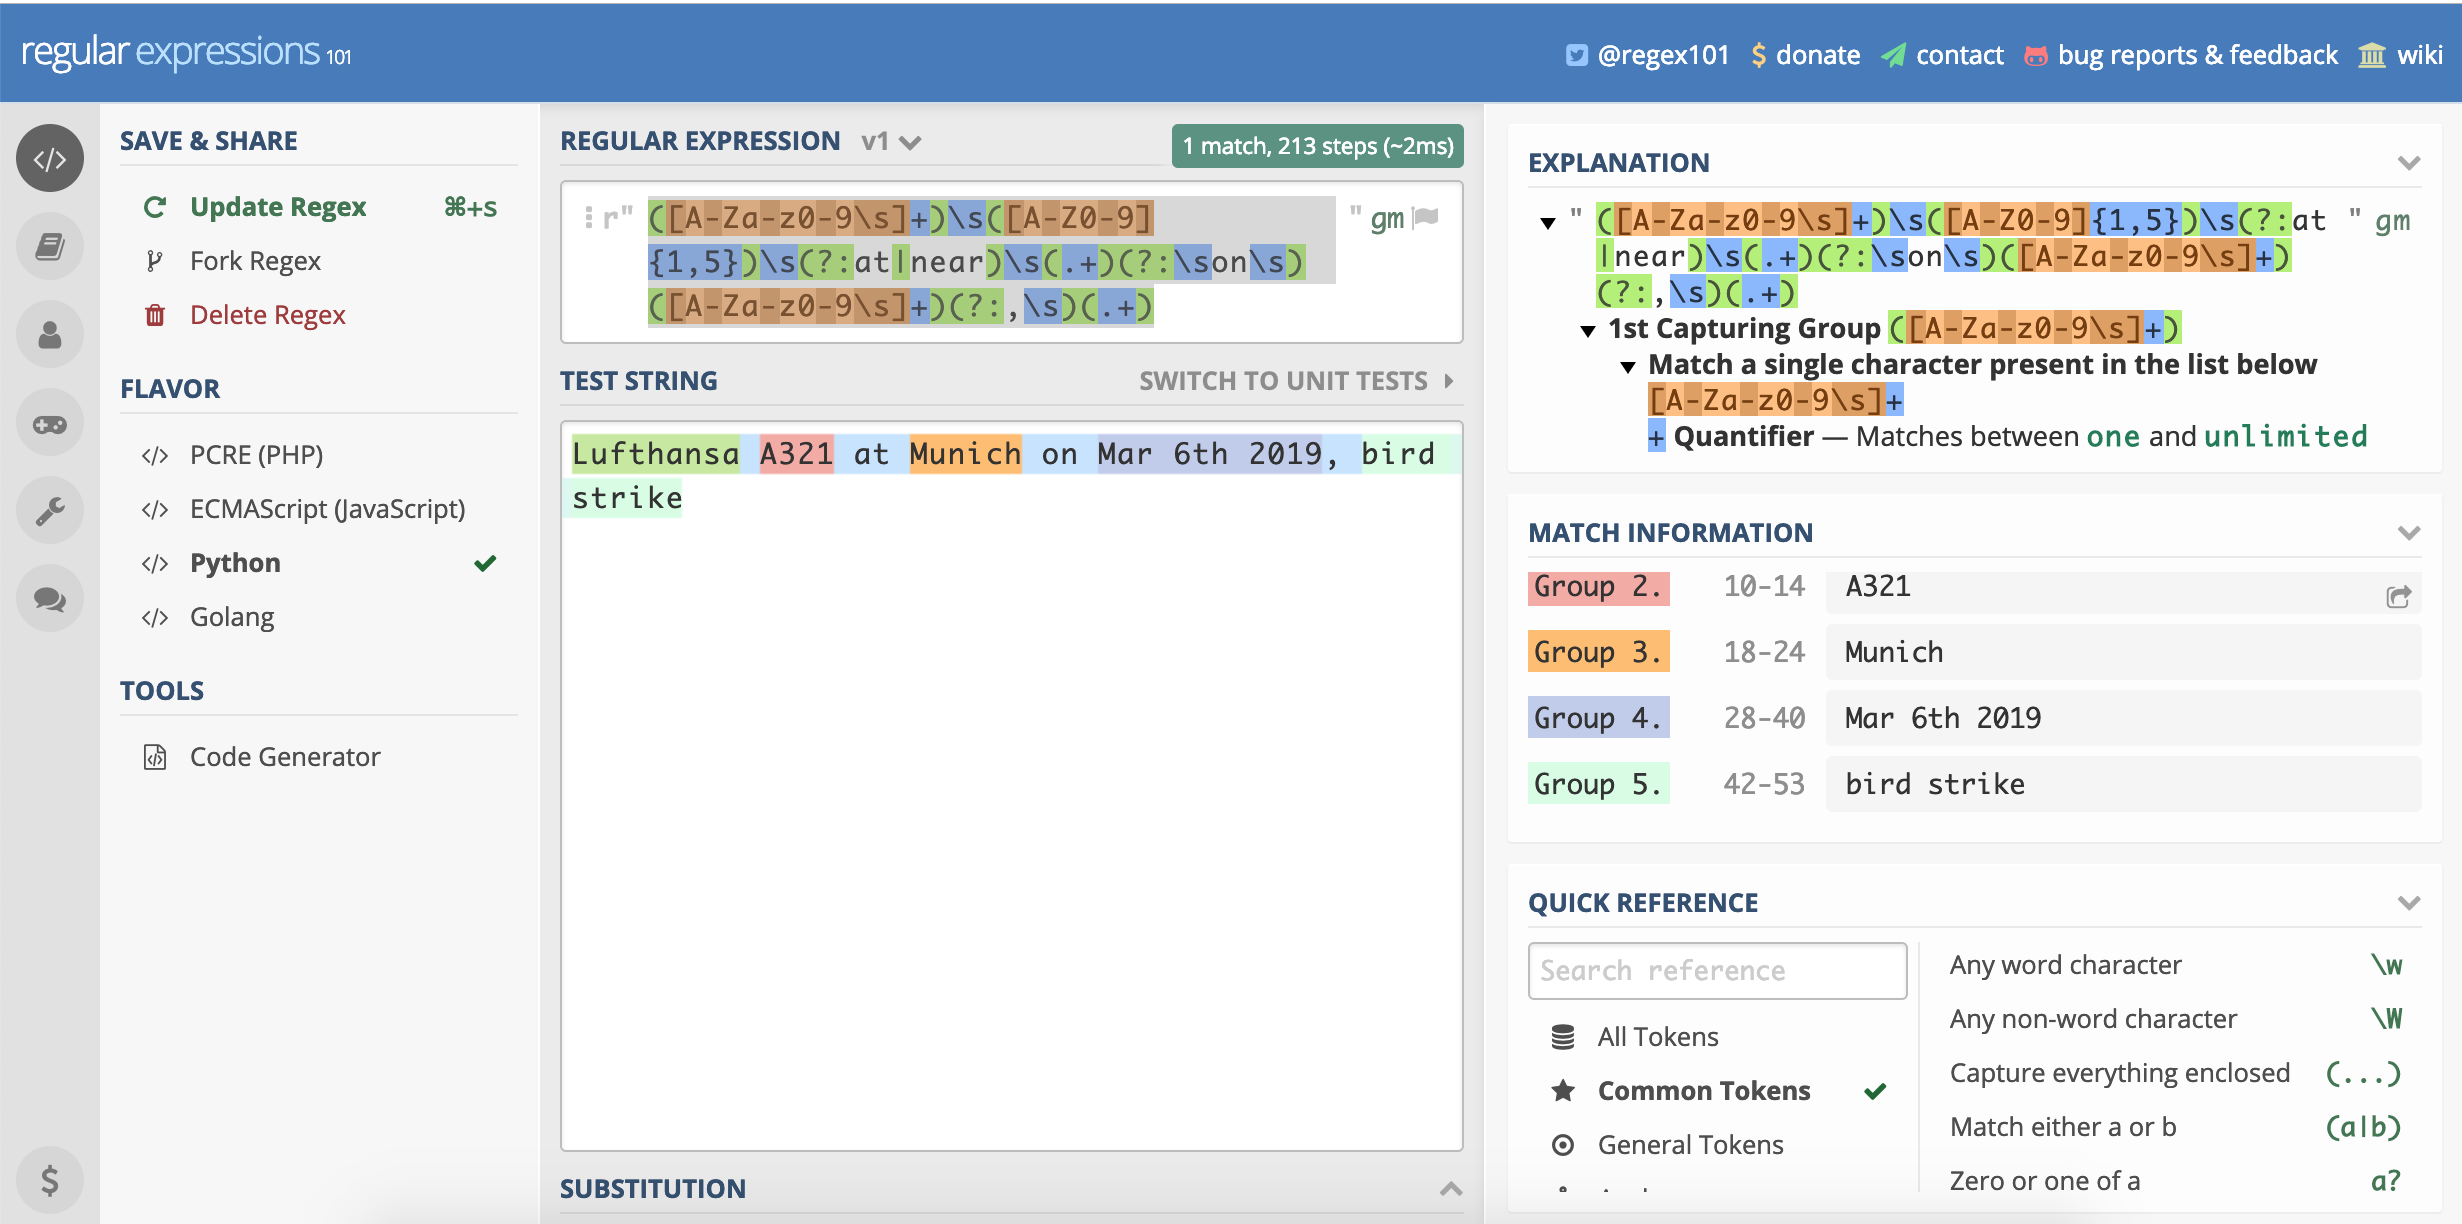 regular expressions 101
@regex101 $ donate contact bug reports & feedback wiki
SAVE & SHARE
Update Regex ⌘+s
Fork Regex
Delete Regex
FLAVOR
</> PCRE (PHP)
</> ECMAScript (JavaScript)
</> Python
</> Golang
TOOLS
Code Generator
$
REGULAR EXPRESSION v1
1 match, 213 steps (~2ms)
r" ([A-Za-z0-9\s]+)\s([A-Z0-9] " gm
{1,5})\s(?:at|near)\s(.+)(?:\son\s)
([A-Za-z0-9\s]+)(?:,\s)(.+)
TEST STRING
SWITCH TO UNIT TESTS
Lufthansa A321 at Munich on Mar 6th 2019, bird
strike
SUBSTITUTION
EXPLANATION
" ([A-Za-z0-9\s]+)\s([A-Z0-9]{1,5})\s(?:at " gm
|near)\s(.+)(?:\son\s)([A-Za-z0-9\s]+)
(?:,\s)(.+)
1st Capturing Group ([A-Za-z0-9\s]+)
Match a single character present in the list below
[A-Za-z0-9\s]+
+ Quantifier — Matches between one and unlimited
MATCH INFORMATION
Group 2. 10-14 A321
Group 3. 18-24 Munich
Group 4. 28-40 Mar 6th 2019
Group 5. 42-53 bird strike
QUICK REFERENCE
Search reference
All Tokens
Common Tokens
General Tokens
Any word character \w
Any non-word character \W
Capture everything enclosed (...)
Match either a or b (a|b)
Zero or one of a a?